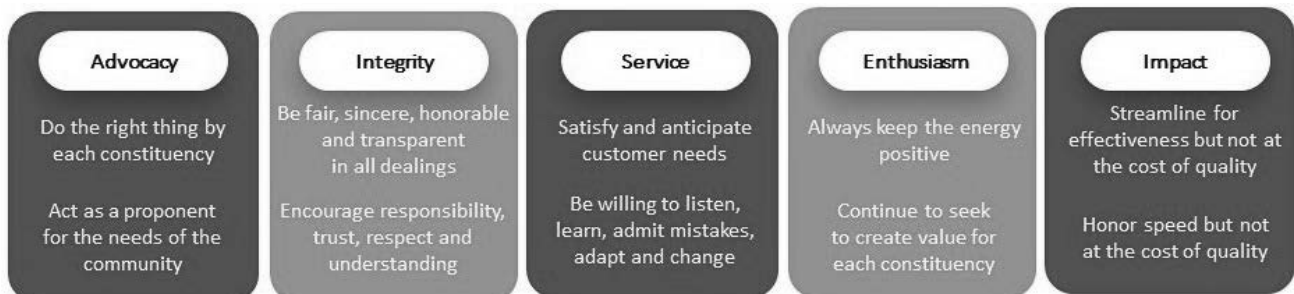 Advocacy
Do the right thing by
each constituency
Act as a proponent
for the needs of the
community
Integrity
Be fair, sincere, honorable
and transparent
in all dealings
Encourage responsibility,
trust, respect and
understanding
Service
Satisfy and anticipate
customer needs
Be willing to listen,
learn, admit mistakes,
adapt and change
Enthusiasm
Always keep the energy
positive
Continue to seek
to create value for
each constituency
Impact
Streamline for
effectiveness but not at
the cost of quality
Honor speed but not
at the cost of quality